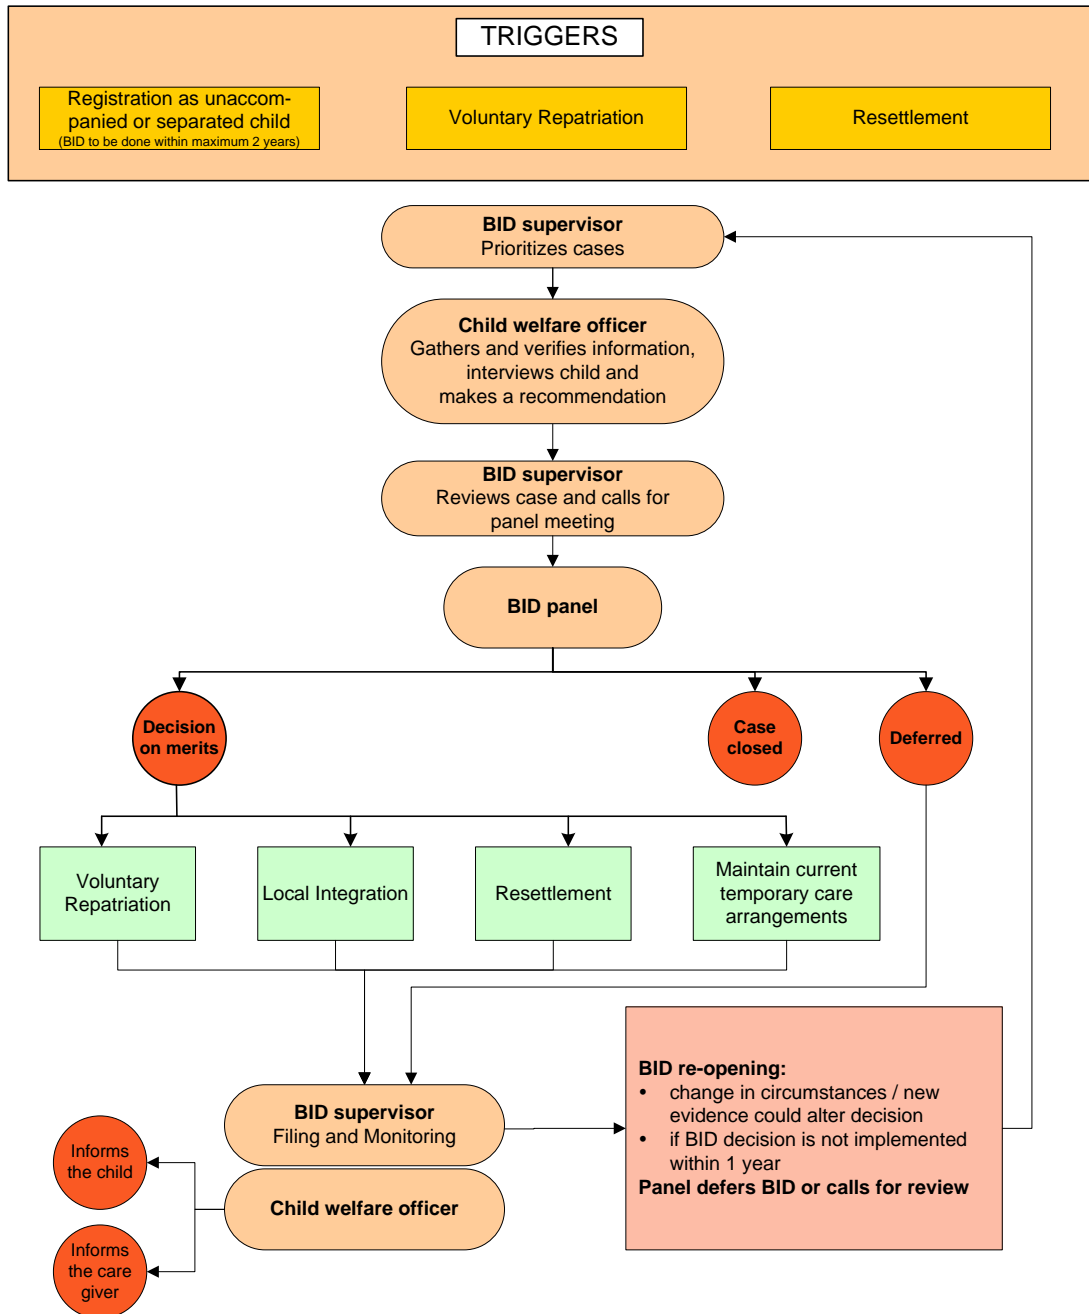 TRIGGERS
Registration as unaccom-
panied or separated child
(BID to be done within maximum 2 years)
Voluntary Repatriation
Resettlement
BID supervisor
Prioritizes cases
Child welfare officer
Gathers and verifies information,
interviews child and
makes a recommendation
BID supervisor
Reviews case and calls for
panel meeting
BID panel
Decision
on merits
Case
closed
Deferred
Voluntary
Repatriation
Local Integration
Resettlement
Maintain current
temporary care
arrangements
BID supervisor
Filing and Monitoring
Child welfare officer
Informs
the child
Informs
the care
giver
BID re-opening:
• change in circumstances / new
evidence could alter decision
• if BID decision is not implemented
within 1 year
Panel defers BID or calls for review